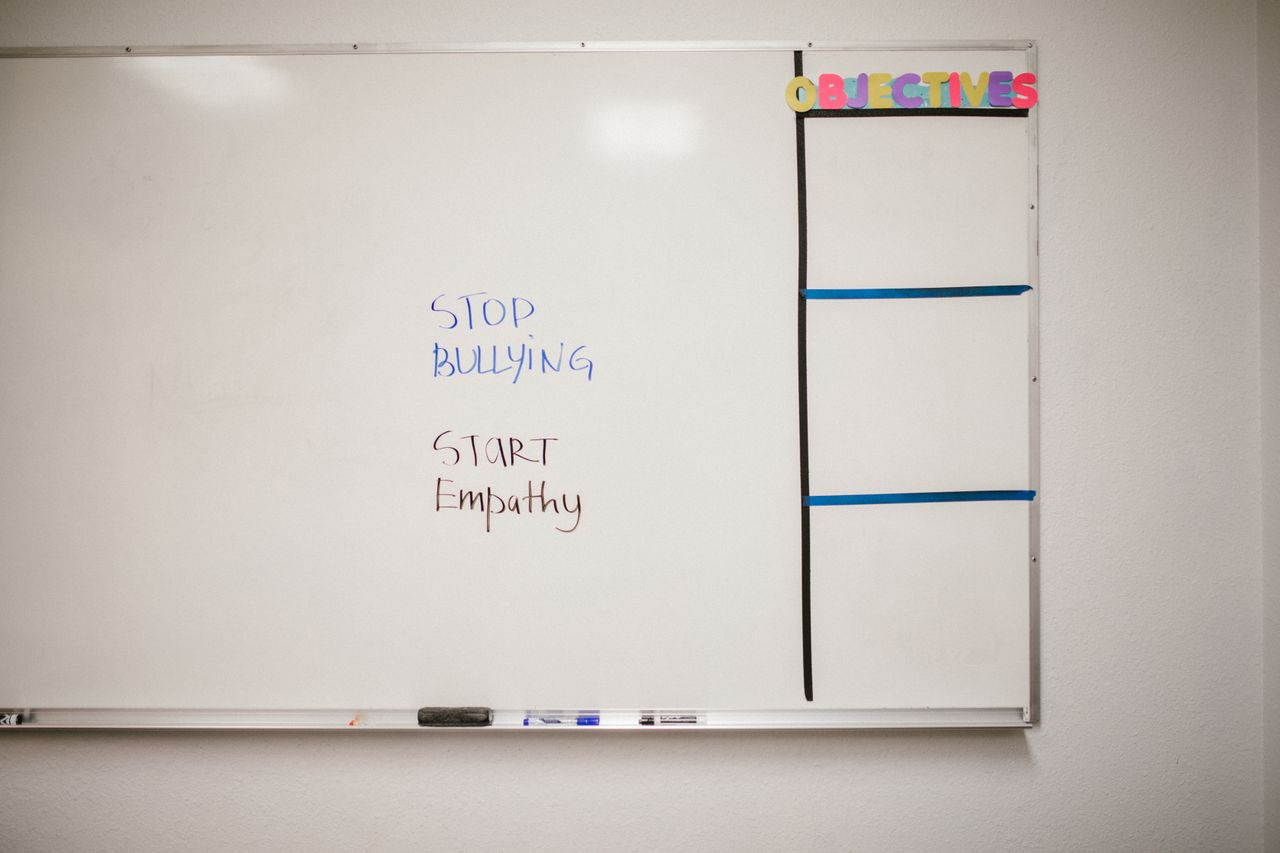 OBJECTIVES
STOP
BULLYiNG
START
Empathy